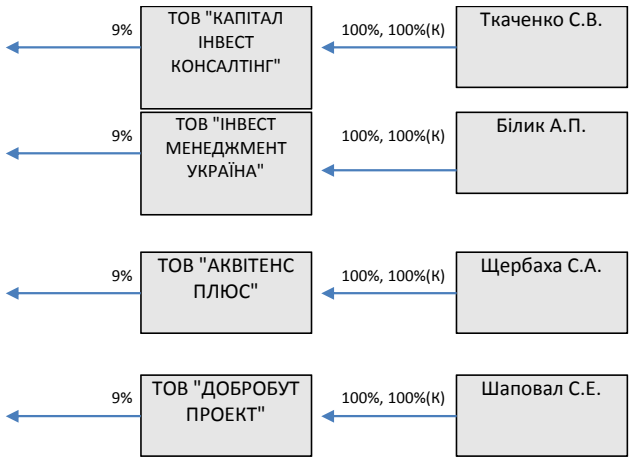 9%
ТОВ "КАПІТАЛ
ІНВЕСТ
КОНСАЛТІНГ"
100%, 100%(К)
Ткаченко С.В.
9%
ТОВ "ІНВЕСТ
МЕНЕДЖМЕНТ
УКРАЇНА"
100%, 100%(К)
Білик А.П.
9%
ТОВ "АКВІТЕНС
ПЛЮС"
100%, 100%(К)
Щербаха С.А.
9%
ТОВ "ДОБРОБУТ
ПРОЕКТ"
100%, 100%(К)
Шаповал С.Е.